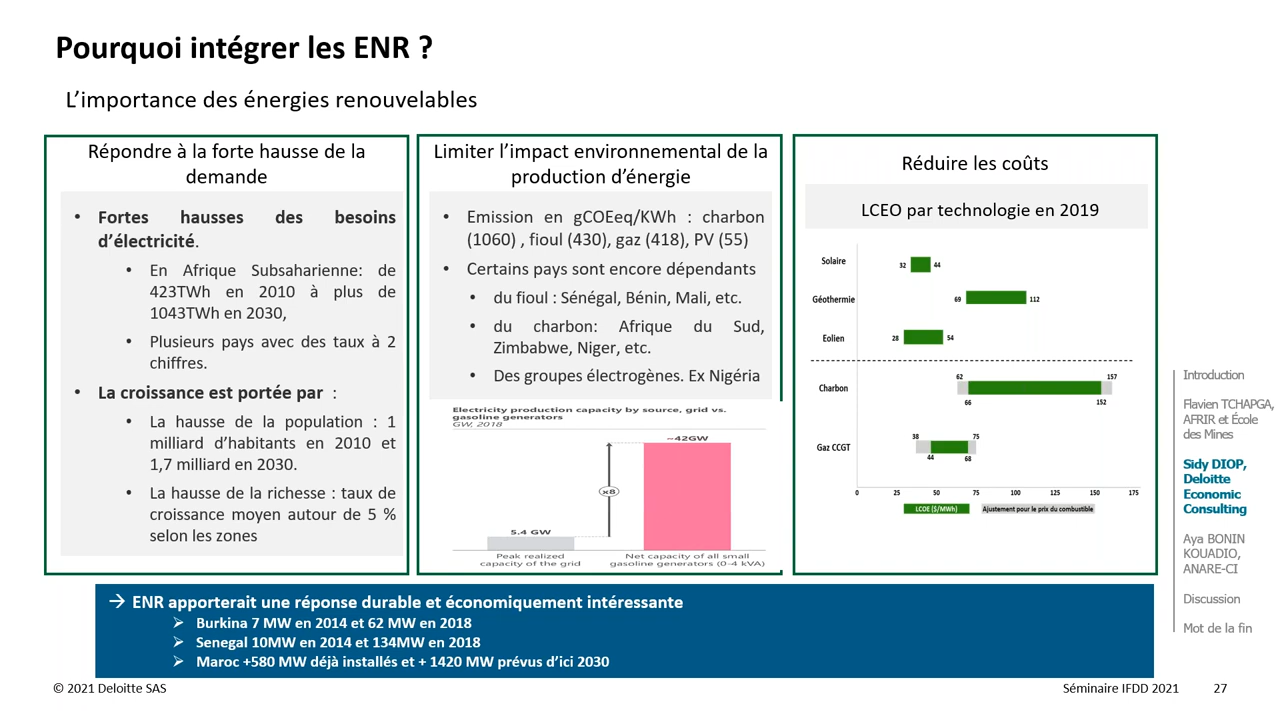 Pourquoi intégrer les ENR ?
L’importance des énergies renouvelables
Répondre à la forte hausse de la
demande
• Fortes hausses des besoins
d’électricité.
• En Afrique Subsaharienne: de
423TWh en 2010 à plus de
1043TWh en 2030,
• Plusieurs pays avec des taux à 2
chiffres.
• La croissance est portée par :
• La hausse de la population : 1
milliard d’habitants en 2010 et
1,7 milliard en 2030.
• La hausse de la richesse : taux de
croissance moyen autour de 5 %
selon les zones
Limiter l’impact environnemental de la
production d’énergie
• Emission en gCOEeq/KWh : charbon
(1060) , fioul (430), gaz (418), PV (55)
• Certains pays sont encore dépendants
• du fioul : Sénégal, Bénin, Mali, etc.
• du charbon: Afrique du Sud,
Zimbabwe, Niger, etc.
• Des groupes électrogènes. Ex Nigéria
Electricity production capacity by source, grid vs.
gasoline generators
GW, 2018
~42GW
x8
5.4 GW
Peak realized
capacity of the grid
Net capacity of all small
gasoline generators (0-4 kVA)
Réduire les coûts
LCEO par technologie en 2019
Solaire 32 44
Géothermie 69 112
Eolien 28 54
62 157
Charbon
66 152
38 75
Gaz CCGT
44 68
0 25 50 75 100 125 150 175
LCOE ($/MWh) Ajustement pour le prix du combustible
Introduction
Flavien TCHAPGA,
AFRIR et École
des Mines
Sidy DIOP,
Deloitte
Economic
Consulting
Aya BONIN
KOUADIO,
ANARE-CI
Discussion
Mot de la fin
→ ENR apporterait une réponse durable et économiquement intéressante
➢ Burkina 7 MW en 2014 et 62 MW en 2018
➢ Senegal 10MW en 2014 et 134MW en 2018
➢ Maroc +580 MW déjà installés et + 1420 MW prévus d’ici 2030
© 2021 Deloitte SAS
Séminaire IFDD 2021 27